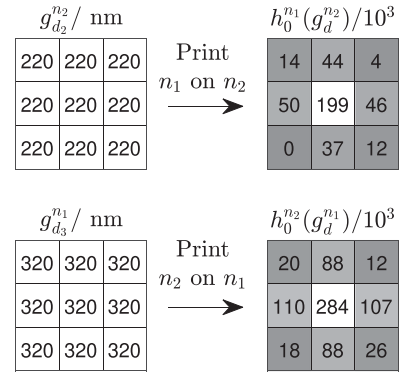 g_{d_2}^{n_2}/ nm
h_0^{n_1}(g_d^{n_2})/10^3
220 220 220
220 220 220
220 220 220
Print
n_1 on n_2
14 44 4
50 199 46
0 37 12
g_{d_3}^{n_1}/ nm
h_0^{n_2}(g_d^{n_1})/10^3
320 320 320
320 320 320
320 320 320
Print
n_2 on n_1
20 88 12
110 284 107
18 88 26